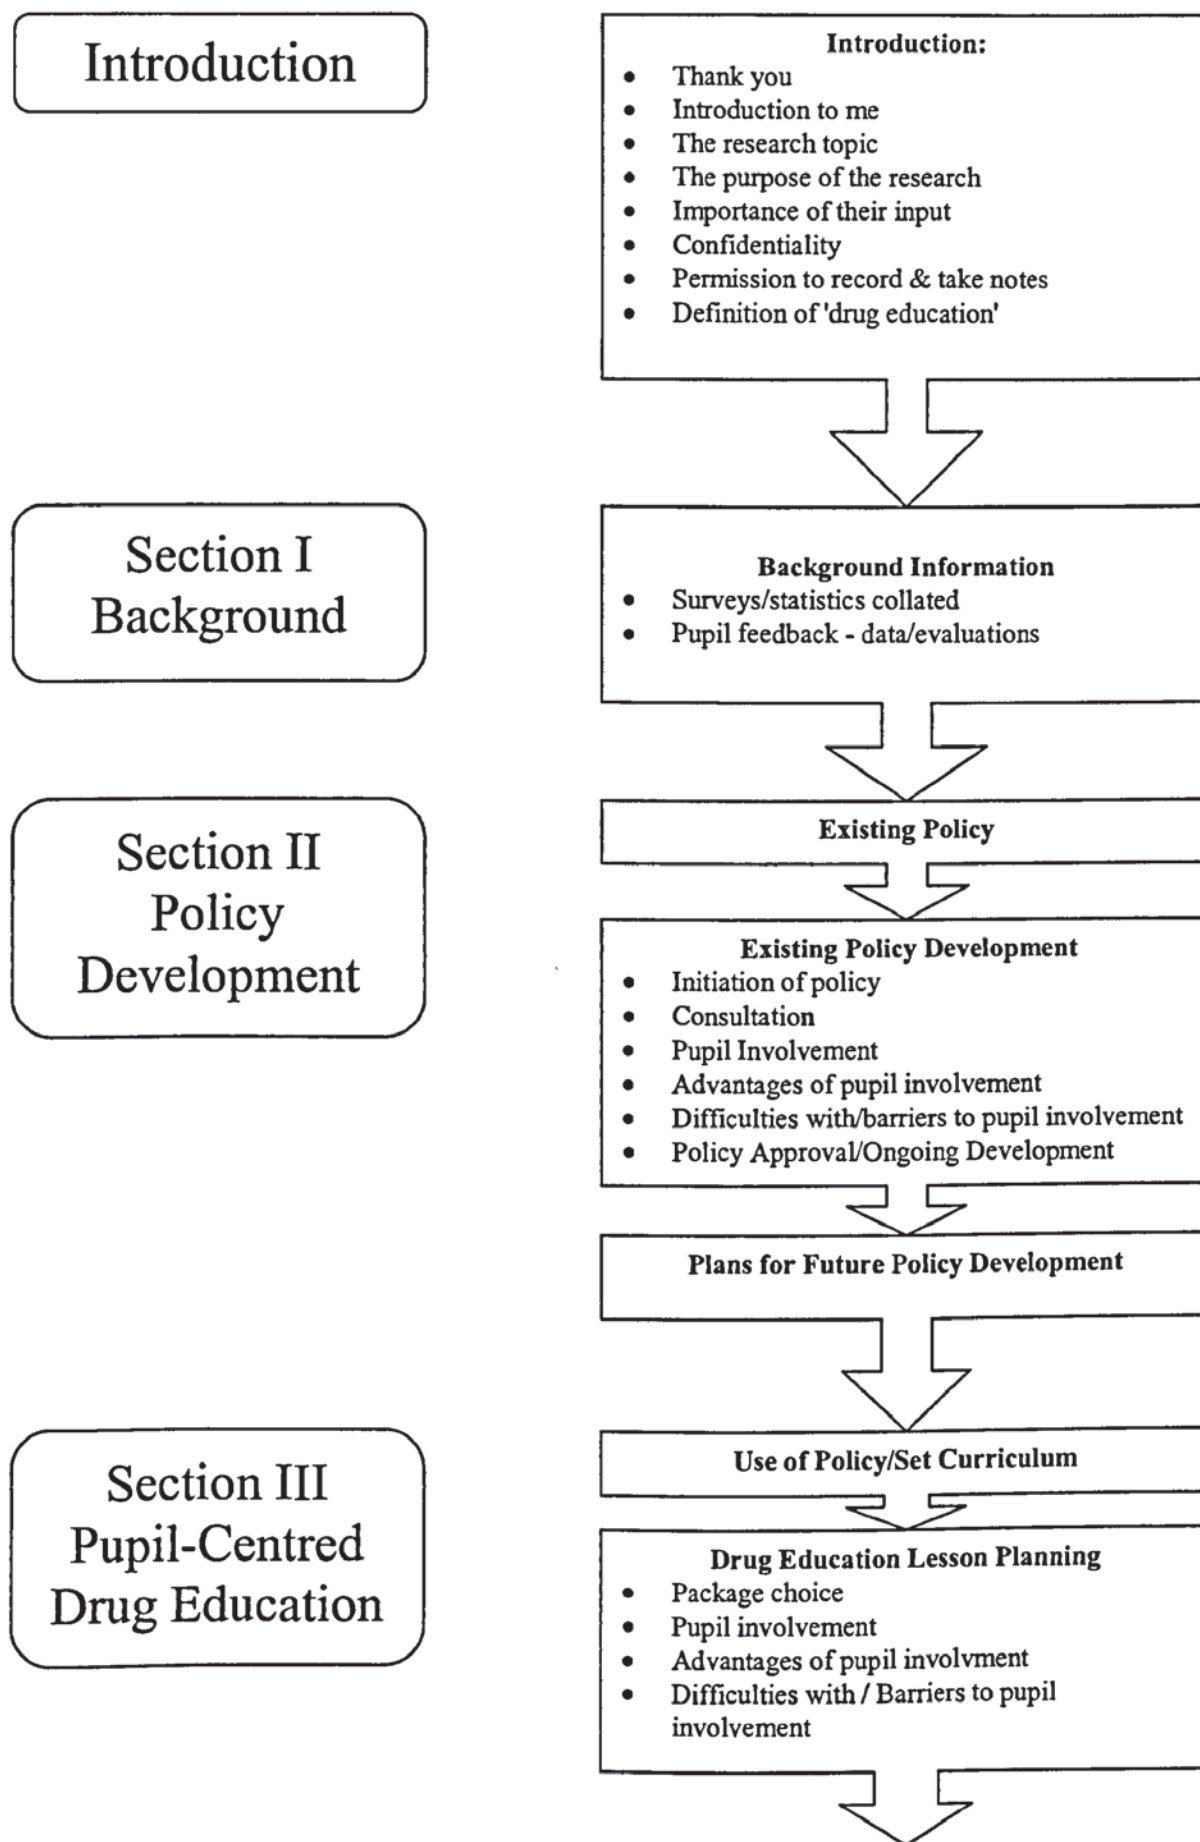 Introduction
Introduction:
• Thank you
• Introduction to me
• The research topic
• The purpose of the research
• Importance of their input
• Confidentiality
• Permission to record & take notes
• Definition of 'drug education'
Section I
Background
Background Information
• Surveys/statistics collated
• Pupil feedback - data/evaluations
Section II
Policy
Development
Existing Policy
Existing Policy Development
• Initiation of policy
• Consultation
• Pupil Involvement
• Advantages of pupil involvement
• Difficulties with/barriers to pupil involvement
• Policy Approval/Ongoing Development
Plans for Future Policy Development
Section III
Pupil-Centred
Drug Education
Use of Policy/Set Curriculum
Drug Education Lesson Planning
• Package choice
• Pupil involvement
• Advantages of pupil involvment
• Difficulties with / Barriers to pupil
involvement